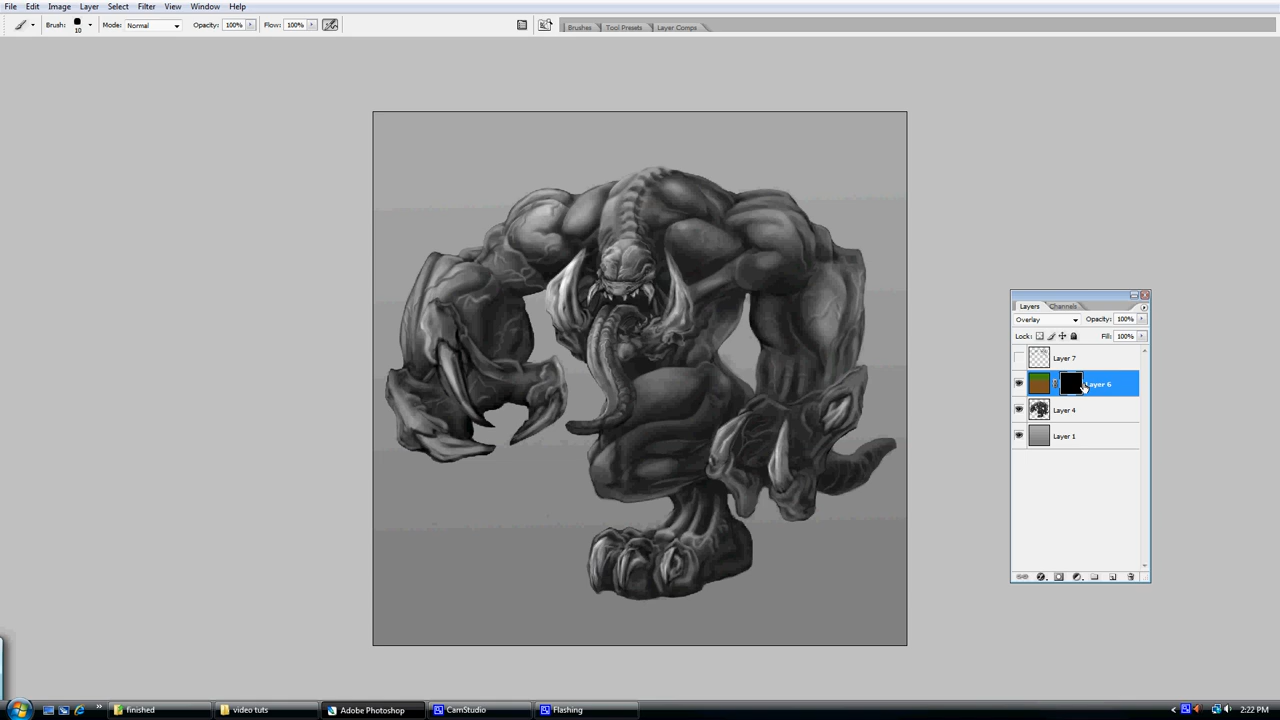 File Edit Image Layer Select Filter View Window Help
Brush: 10 Mode: Normal Opacity: 100% Flow: 100% Brushes Tool Presets Layer Comps
Layers Channels
Overlay Opacity: 100%
Lock: Fill: 100%
Layer 7
Layer 6
Layer 4
Layer 1
finished video tuts Adobe Photoshop CamStudio Flashing 2:22 PM